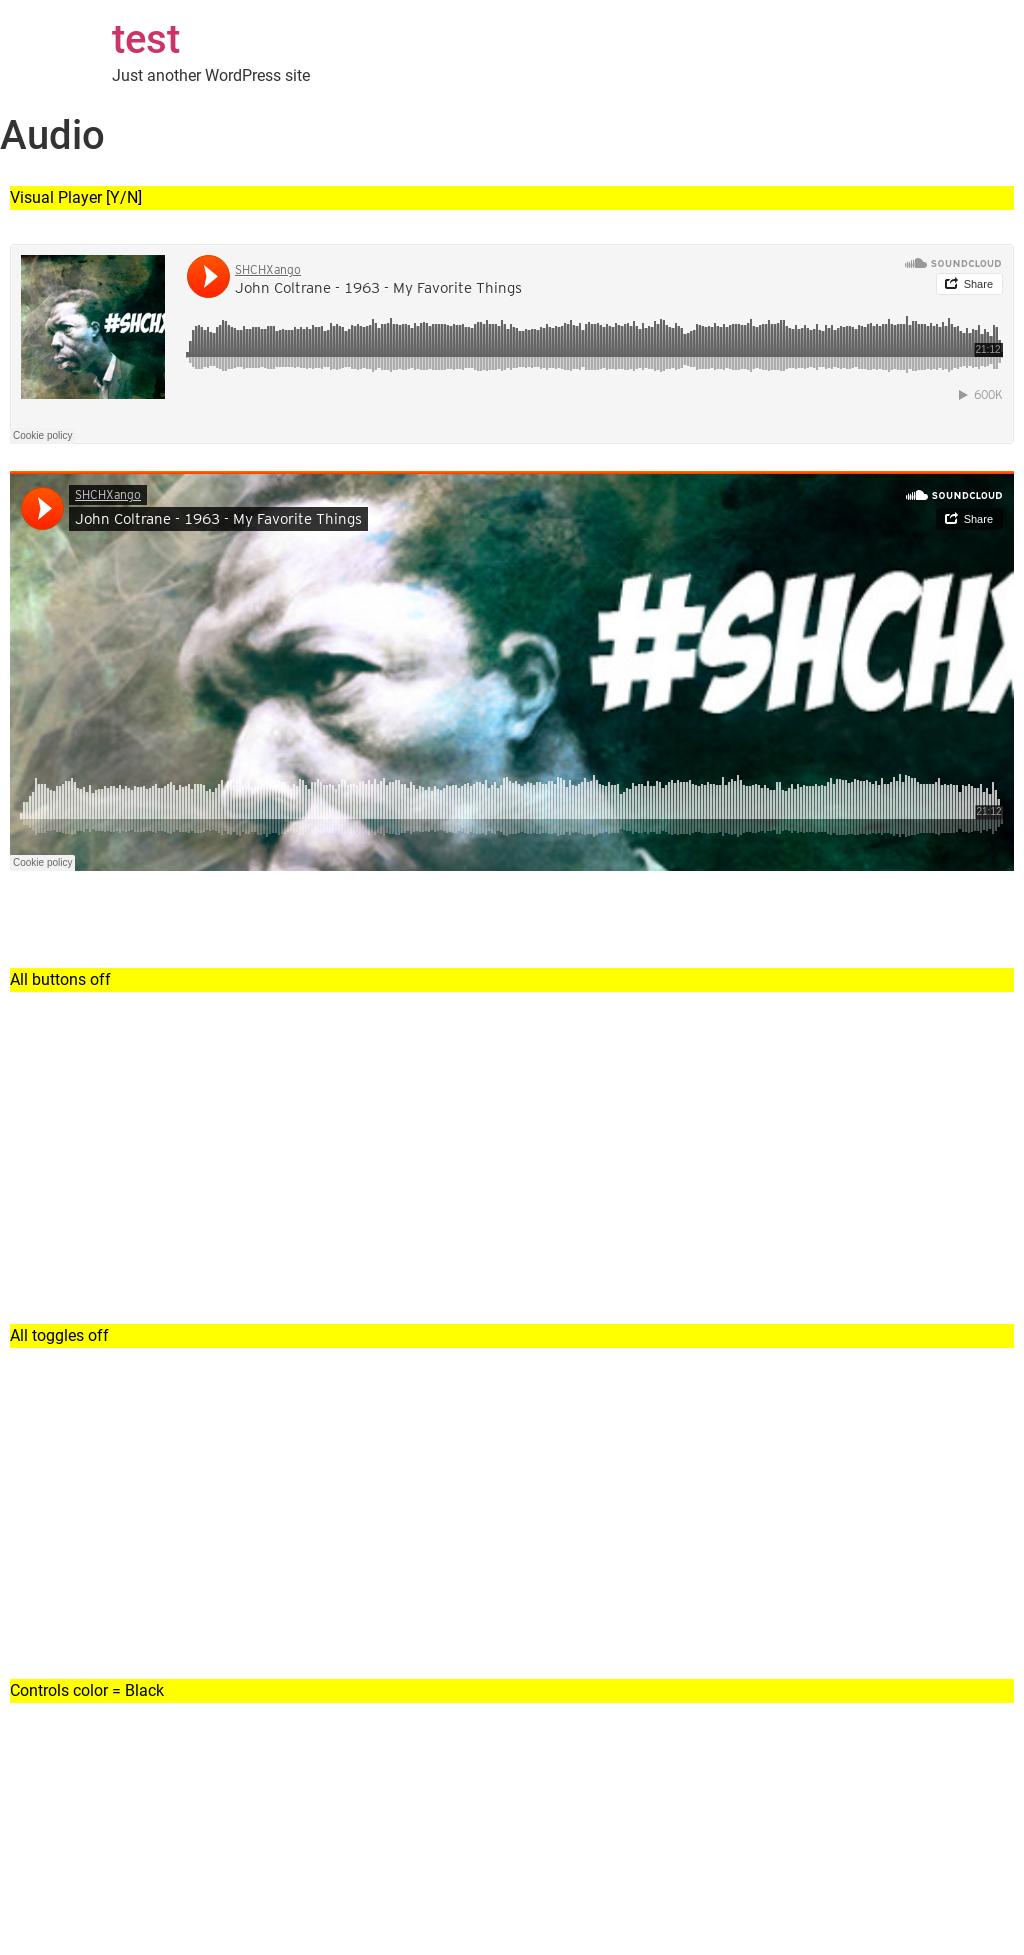 test
Just another WordPress site
Audio
Visual Player [Y/N]
SHCHXango
John Coltrane - 1963 - My Favorite Things
SOUNDCLOUD
Share
#SHCHX
21:12
600K
Cookie policy
SHCHXango
John Coltrane - 1963 - My Favorite Things
SOUNDCLOUD
Share
#SHCHX
21:12
Cookie policy
All buttons off
All toggles off
Controls color = Black